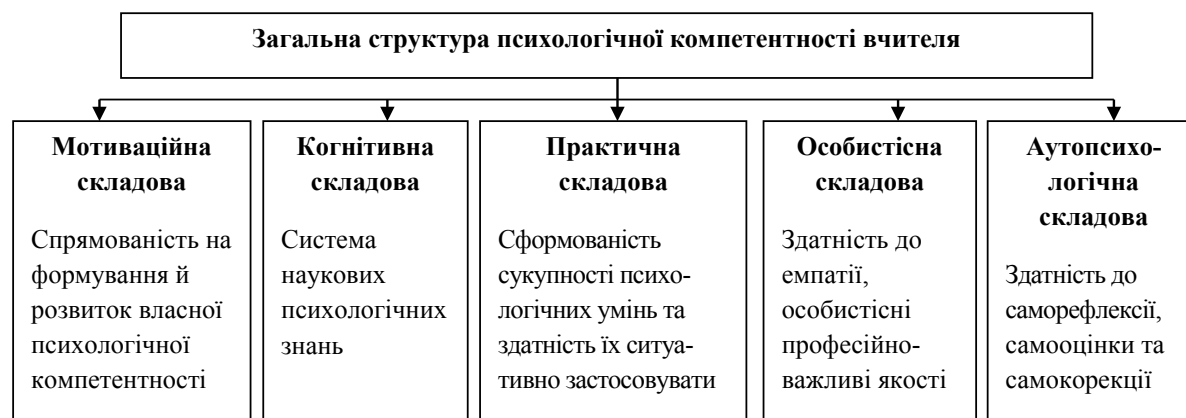 Загальна структура психологічної компетентності вчителя
Мотиваційна
складова
Спрямованість на
формування й
розвиток власної
психологічної
компетентності
Когнітивна
складова
Система
наукових
психологічних
знань
Практична
складова
Сформованість
сукупності психо-
логічних умінь та
здатність їх ситуа-
тивно застосовувати
Особистісна
складова
Здатність до
емпатії,
особистісні
професійно-
важливі якості
Аутопсихо-
логічна
складова
Здатність до
саморефлексії,
самооцінки та
самокорекції